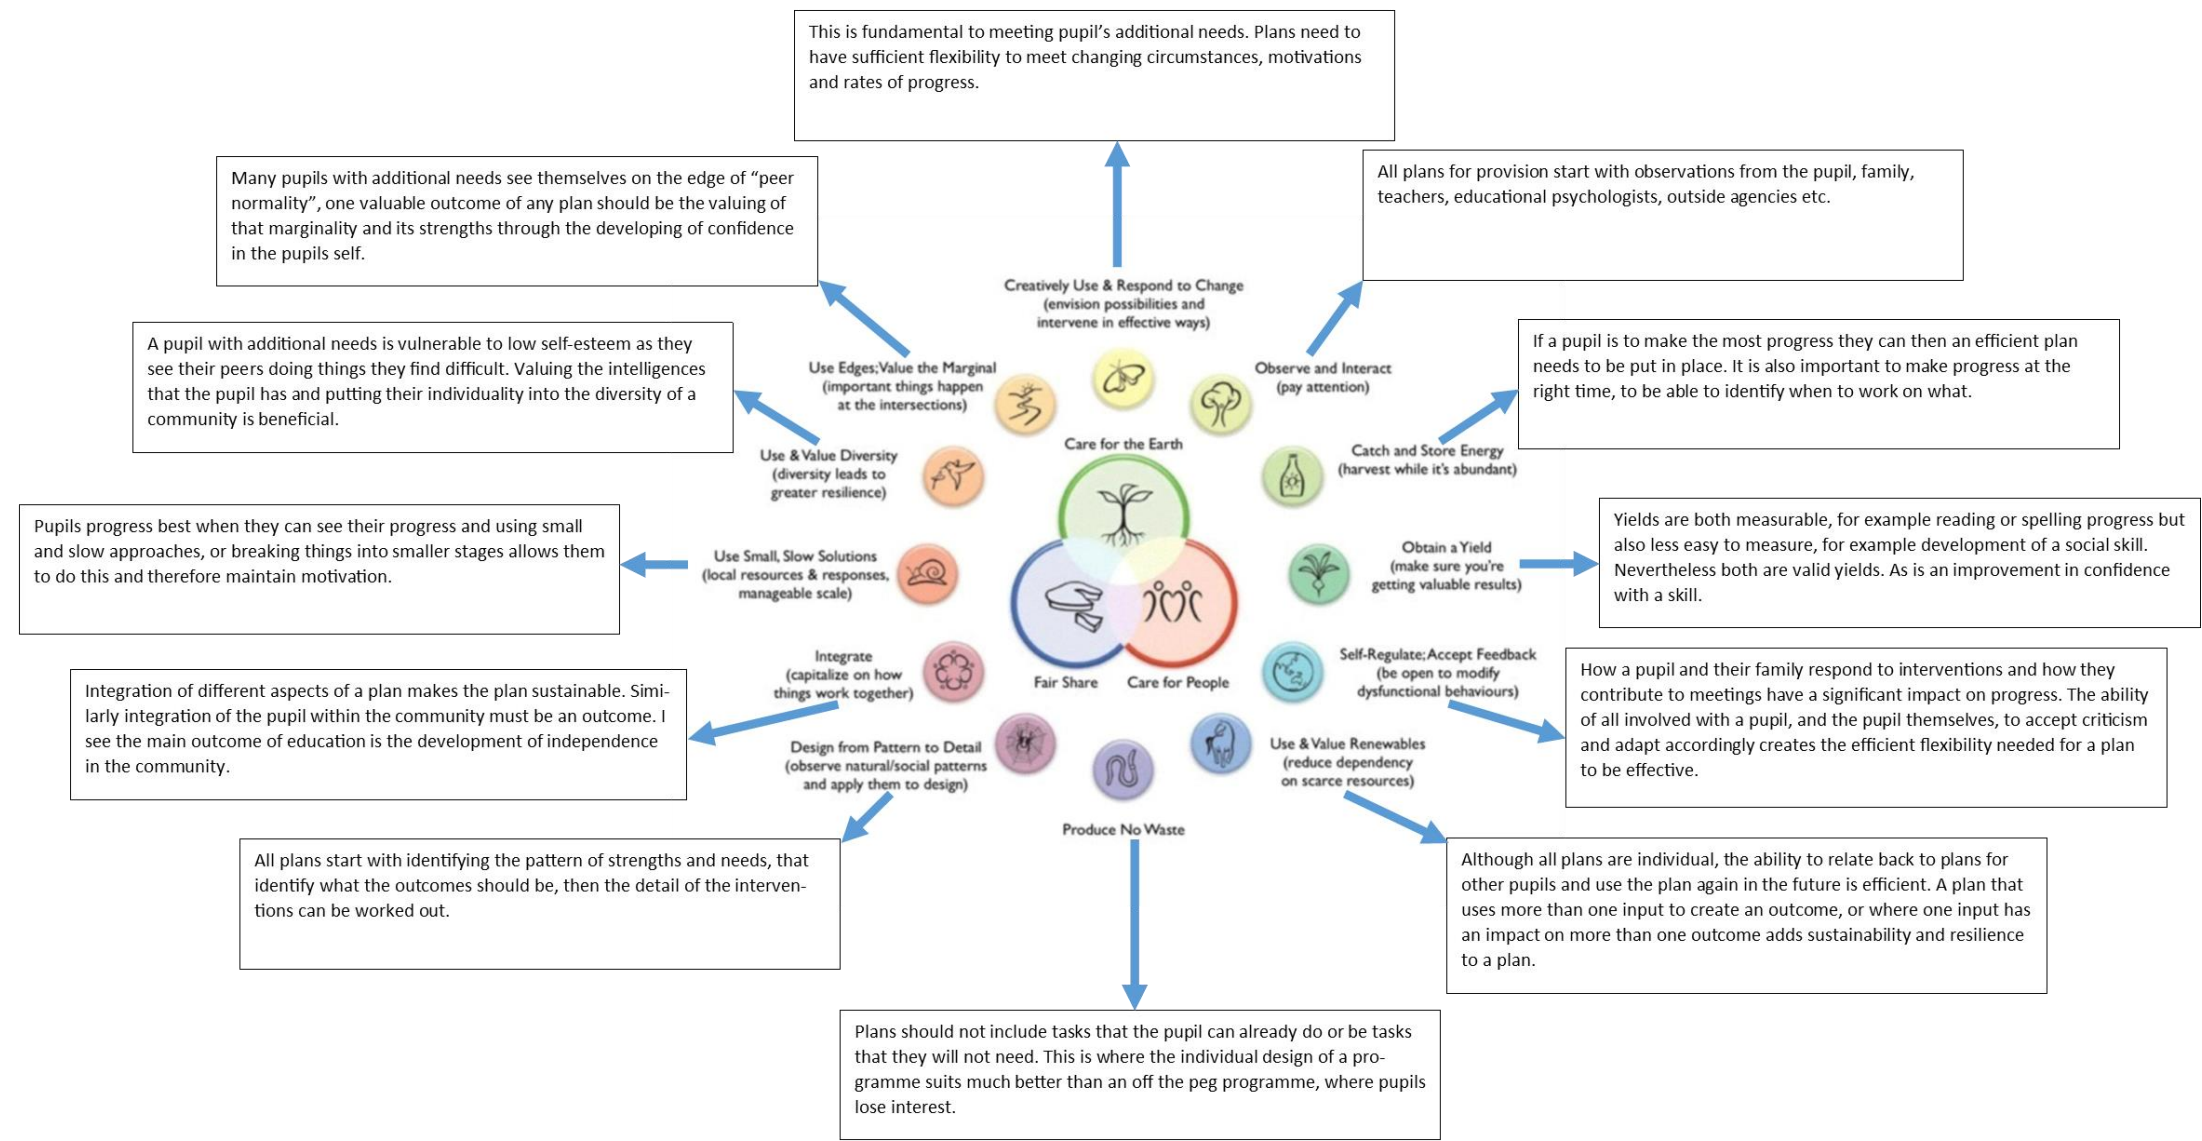 This is fundamental to meeting pupil’s additional needs. Plans need to
have sufficient flexibility to meet changing circumstances, motivations
and rates of progress.
Many pupils with additional needs see themselves on the edge of “peer
normality”, one valuable outcome of any plan should be the valuing of
that marginality and its strengths through the developing of confidence
in the pupils self.
All plans for provision start with observations from the pupil, family,
teachers, educational psychologists, outside agencies etc.
Creatively Use & Respond to Change
(envision possibilities and
intervene in effective ways)
A pupil with additional needs is vulnerable to low self-esteem as they
see their peers doing things they find difficult. Valuing the intelligences
that the pupil has and putting their individuality into the diversity of a
community is beneficial.
Use Edges; Value the Marginal
(important things happen
at the intersections)
Observe and Interact
(pay attention)
If a pupil is to make the most progress they can then an efficient plan
needs to be put in place. It is also important to make progress at the
right time, to be able to identify when to work on what.
Use & Value Diversity
(diversity leads to
greater resilience)
Care for the Earth
Catch and Store Energy
(harvest while it’s abundant)
Pupils progress best when they can see their progress and using small
and slow approaches, or breaking things into smaller stages allows them
to do this and therefore maintain motivation.
Use Small, Slow Solutions
(local resources & responses,
manageable scale)
Obtain a Yield
(make sure you’re
getting valuable results)
Yields are both measurable, for example reading or spelling progress but
also less easy to measure, for example development of a social skill.
Nevertheless both are valid yields. As is an improvement in confidence
with a skill.
Integrate
(capitalize on how
things work together)
Fair Share
Care for People
Self-Regulate; Accept Feedback
(be open to modify
dysfunctional behaviours)
How a pupil and their family respond to interventions and how they
contribute to meetings have a significant impact on progress. The ability
of all involved with a pupil, and the pupil themselves, to accept criticism
and adapt accordingly creates the efficient flexibility needed for a plan
to be effective.
Integration of different aspects of a plan makes the plan sustainable. Simi-
larly integration of the pupil within the community must be an outcome. I
see the main outcome of education is the development of independence
in the community.
Design from Pattern to Detail
(observe natural/social patterns
and apply them to design)
Use & Value Renewables
(reduce dependency
on scarce resources)
Produce No Waste
All plans start with identifying the pattern of strengths and needs, that
identify what the outcomes should be, then the detail of the interven-
tions can be worked out.
Although all plans are individual, the ability to relate back to plans for
other pupils and use the plan again in the future is efficient. A plan that
uses more than one input to create an outcome, or where one input has
an impact on more than one outcome adds sustainability and resilience
to a plan.
Plans should not include tasks that the pupil can already do or be tasks
that they will not need. This is where the individual design of a pro-
gramme suits much better than an off the peg programme, where pupils
lose interest.